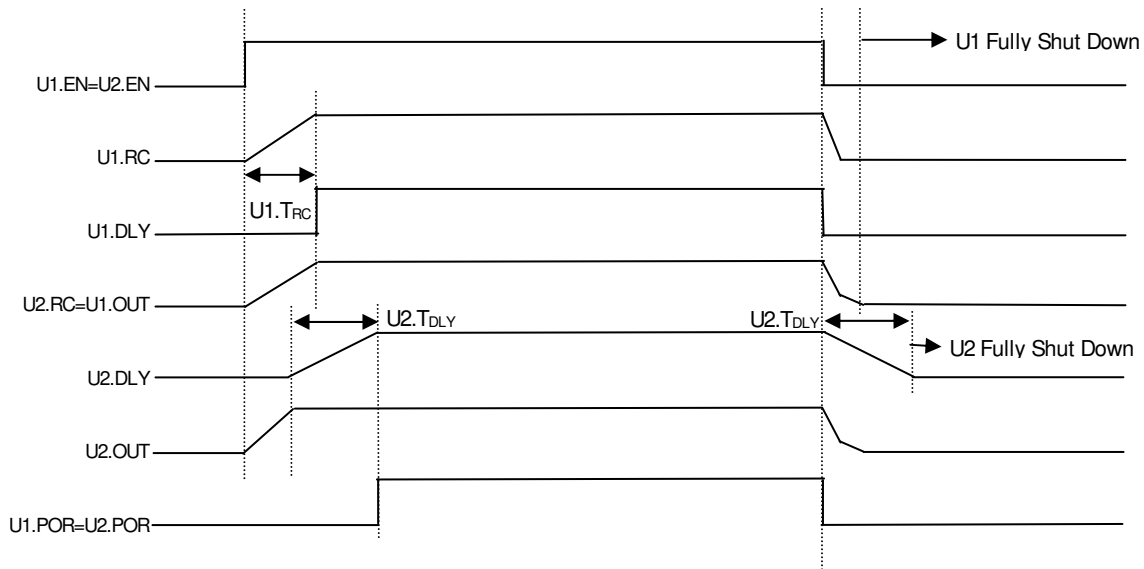 U1 Fully Shut Down
U1.EN=U2.EN
U1.RC
U1.TRC
U1.DLY
U2.RC=U1.OUT
U2.TDLY
U2.TDLY
U2 Fully Shut Down
U2.DLY
U2.OUT
U1.POR=U2.POR